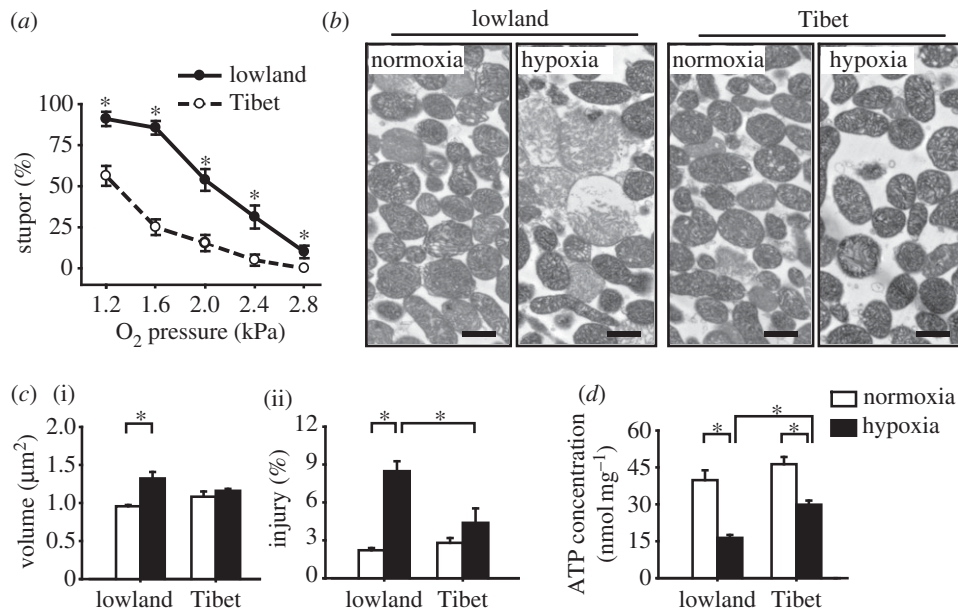 (a)
lowland
Tibet
100
75
50
25
0
* * * * *
stupor (%)
1.2 1.6 2.0 2.4 2.8
O₂ pressure (kPa)
(b)
lowland Tibet
normoxia hypoxia normoxia hypoxia
(c) (i)
2.0
1.5
1.0
1.0
0
*
volume (µm²)
lowland Tibet
(ii)
12
9
6
3
0
* *
injury (%)
lowland Tibet
(d)
normoxia
hypoxia
60
45
30
15
0
*
* *
ATP concentration
(nmol mg⁻¹)
lowland Tibet